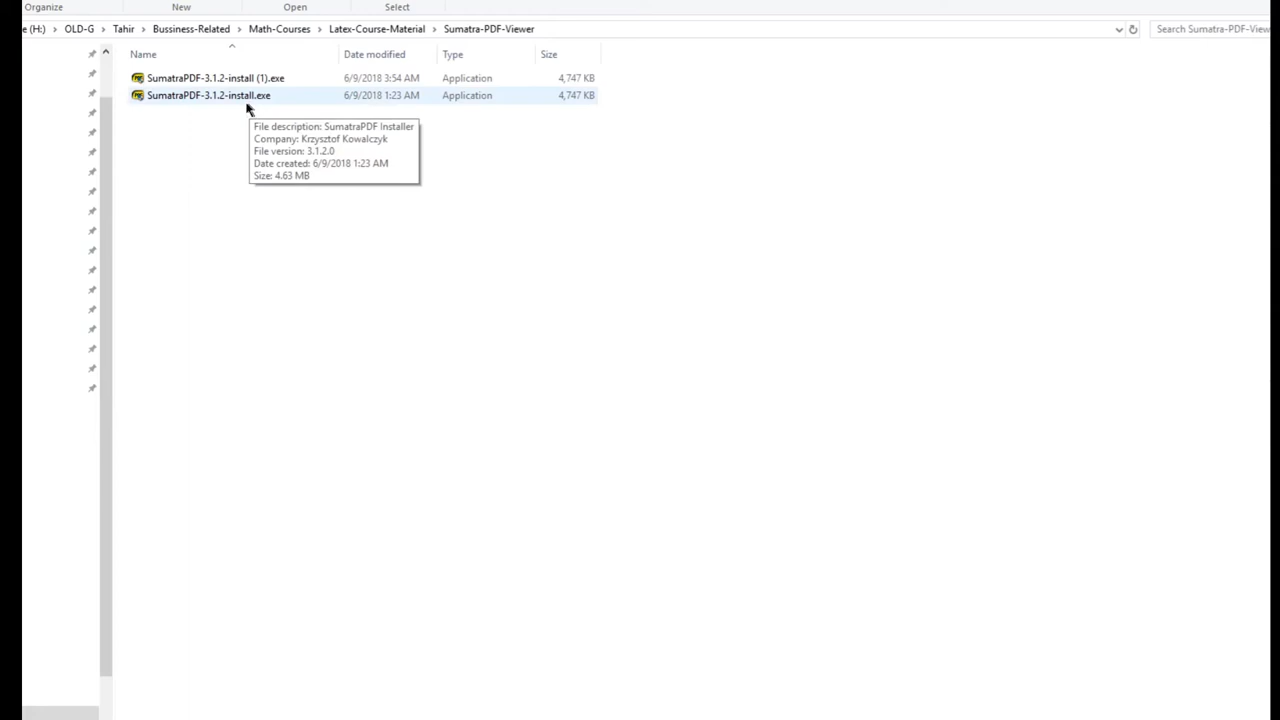 Organize New Open Select
e (H:) > OLD-G > Tahir > Bussiness-Related > Math-Courses > Latex-Course-Material > Sumatra-PDF-Viewer Search Sumatra-PDF-View
Name Date modified Type Size
SumatraPDF-3.1.2-install (1).exe 6/9/2018 3:54 AM Application 4,747 KB
SumatraPDF-3.1.2-install.exe 6/9/2018 1:23 AM Application 4,747 KB
File description: SumatraPDF Installer
Company: Krzysztof Kowalczyk
File version: 3.1.2.0
Date created: 6/9/2018 1:23 AM
Size: 4.63 MB